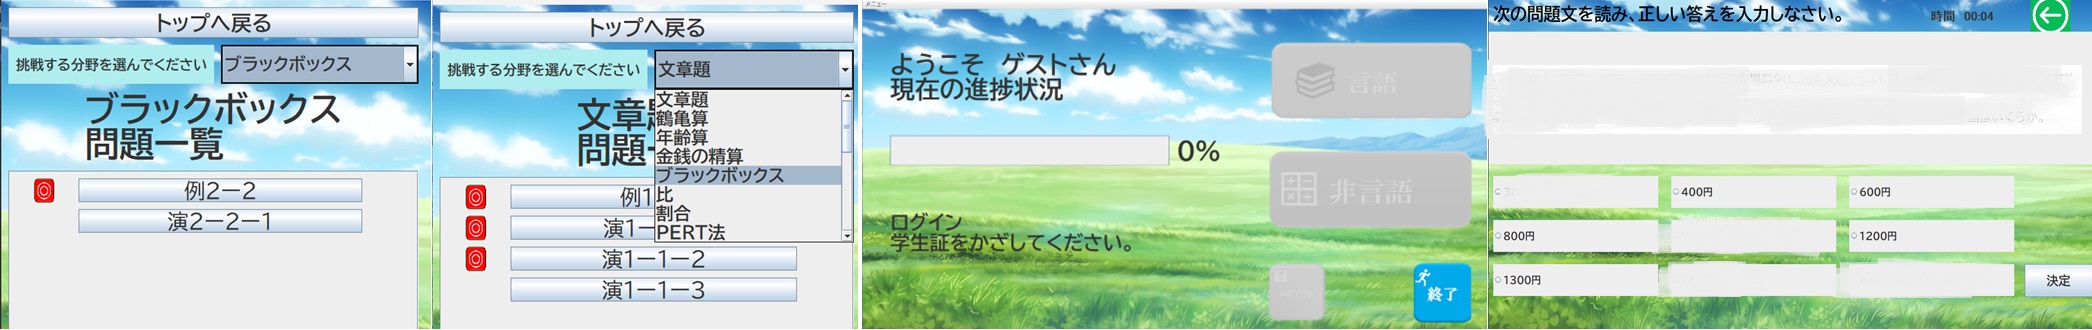 トップへ戻る
挑戦する分野を選んでください
ブラックボックス
ブラックボックス
問題一覧
例2ー2
演2ー2ー1
トップへ戻る
挑戦する分野を選んでください
文章題
文章題
鶴亀算
年齢算
金銭の精算
ブラックボックス
比
割合
PERT法
文章
問題
例1
演1ー
演1ー1ー2
演1ー1ー3
メニュー
ようこそ ゲストさん
現在の進捗状況
0%
ログイン
学生証をかざしてください。
言語
非言語
終了
次の問題文を読み、正しい答えを入力しなさい。
時間 00:04
400円
600円
800円
1200円
1300円
決定